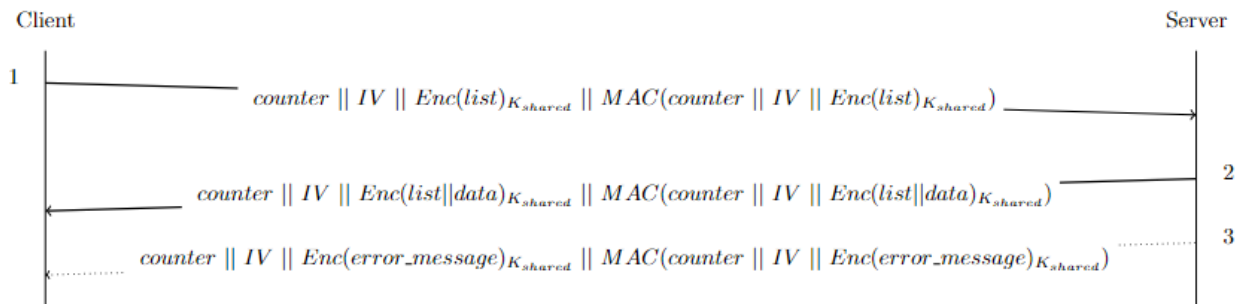 Client
Server
1
counter || IV || Enc(list)K_shared || MAC(counter || IV || Enc(list)K_shared)
2
counter || IV || Enc(list||data)K_shared || MAC(counter || IV || Enc(list||data)K_shared)
3
counter || IV || Enc(error_message)K_shared || MAC(counter || IV || Enc(error_message)K_shared)